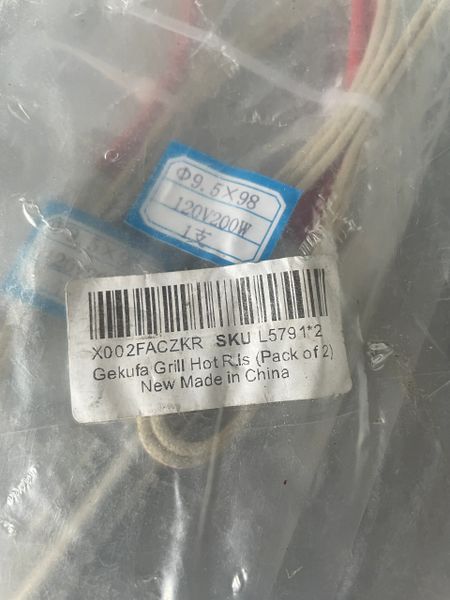 Φ9.5×98
120V200W
1支
X002FACZKR SKU L5791*2
Gekufa Grill Hot R.is (Pack of 2)
New Made in China